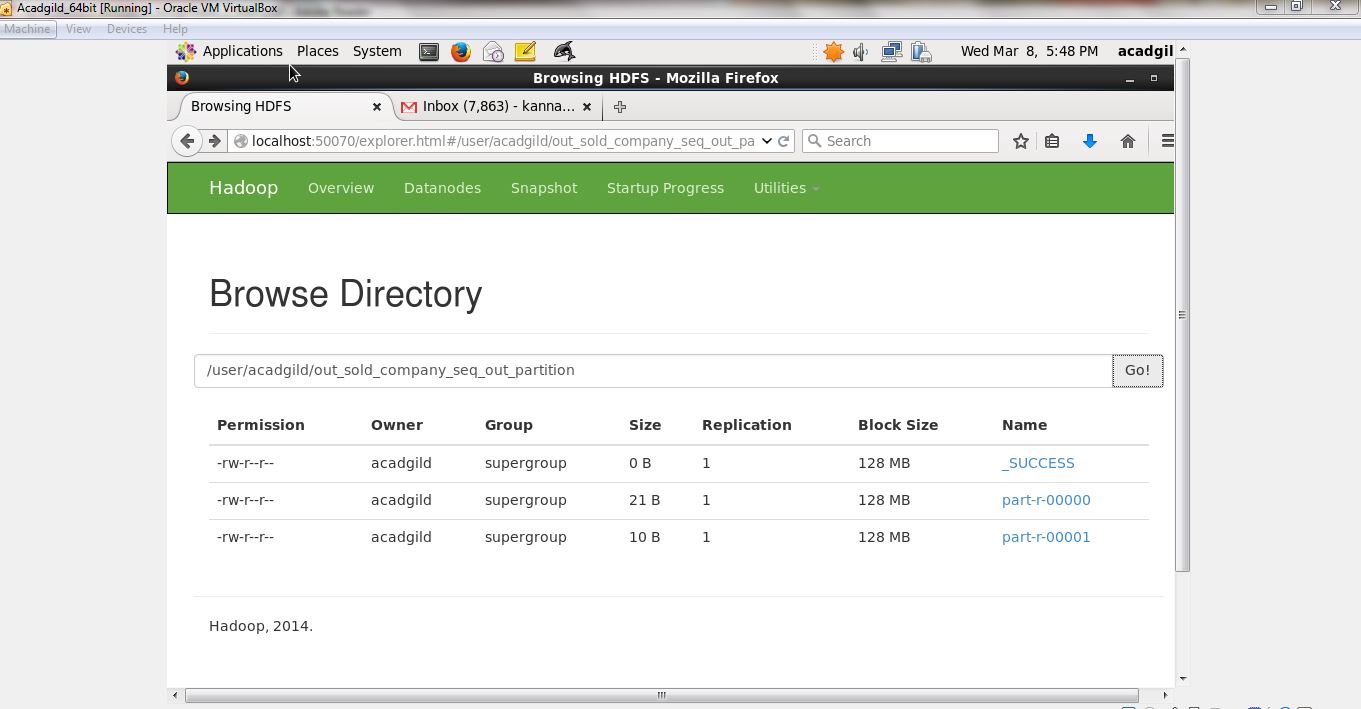 Acadgild_64bit [Running] - Oracle VM VirtualBox
Machine View Devices Help
Applications Places System Wed Mar 8, 5:48 PM acadgil
Browsing HDFS - Mozilla Firefox
Browsing HDFS Inbox (7,863) - kanna...
localhost:50070/explorer.html#/user/acadgild/out_sold_company_seq_out_pa Search
Hadoop Overview Datanodes Snapshot Startup Progress Utilities
Browse Directory
/user/acadgild/out_sold_company_seq_out_partition Go!
Permission Owner Group Size Replication Block Size Name
-rw-r--r-- acadgild supergroup 0 B 1 128 MB _SUCCESS
-rw-r--r-- acadgild supergroup 21 B 1 128 MB part-r-00000
-rw-r--r-- acadgild supergroup 10 B 1 128 MB part-r-00001
Hadoop, 2014.